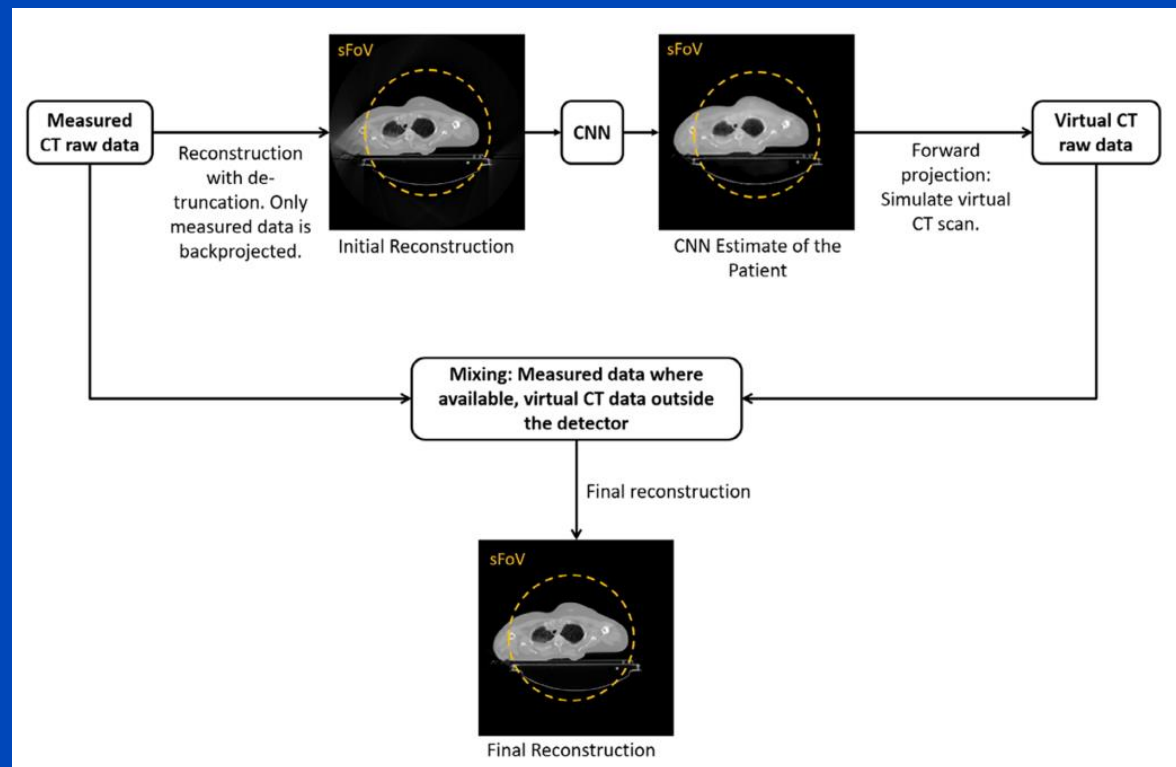 sFoV
sFoV
Measured
CT raw data
CNN
Virtual CT
raw data
Reconstruction
with de-
truncation. Only
measured data is
backprojected.
Forward
projection:
Simulate virtual
CT scan.
Initial Reconstruction
CNN Estimate of the
Patient
Mixing: Measured data where
available, virtual CT data outside
the detector
Final reconstruction
sFoV
Final Reconstruction